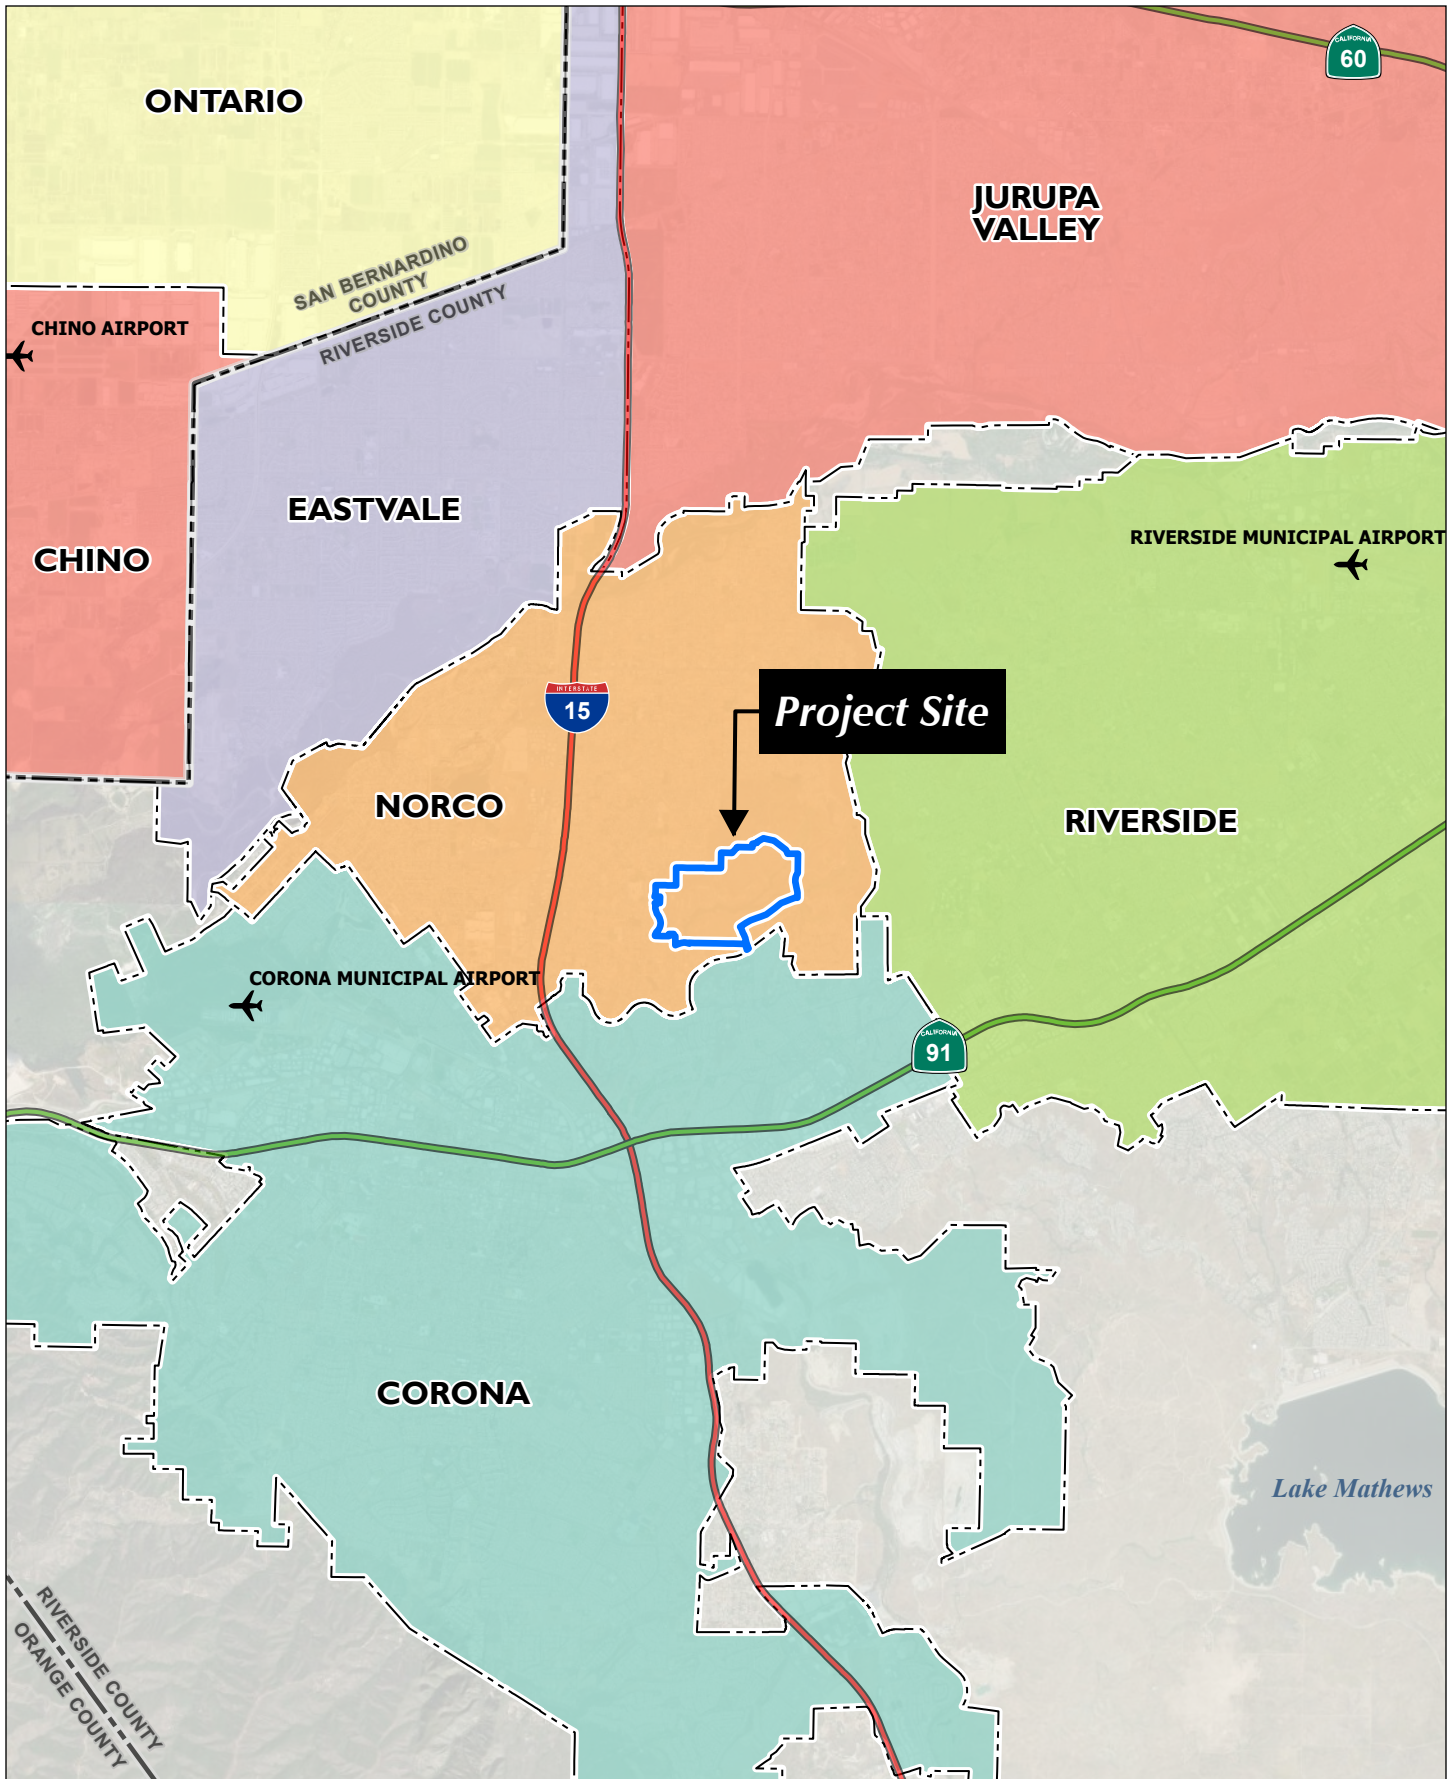 CALIFORNIA
60
ONTARIO
JURUPA
VALLEY
SAN BERNARDINO
COUNTY
RIVERSIDE COUNTY
CHINO AIRPORT
EASTVALE
RIVERSIDE MUNICIPAL AIRPORT
CHINO
INTERSTATE
15
Project Site
NORCO
RIVERSIDE
CORONA MUNICIPAL AIRPORT
CALIFORNIA
91
CORONA
Lake Mathews
RIVERSIDE COUNTY
ORANGE COUNTY